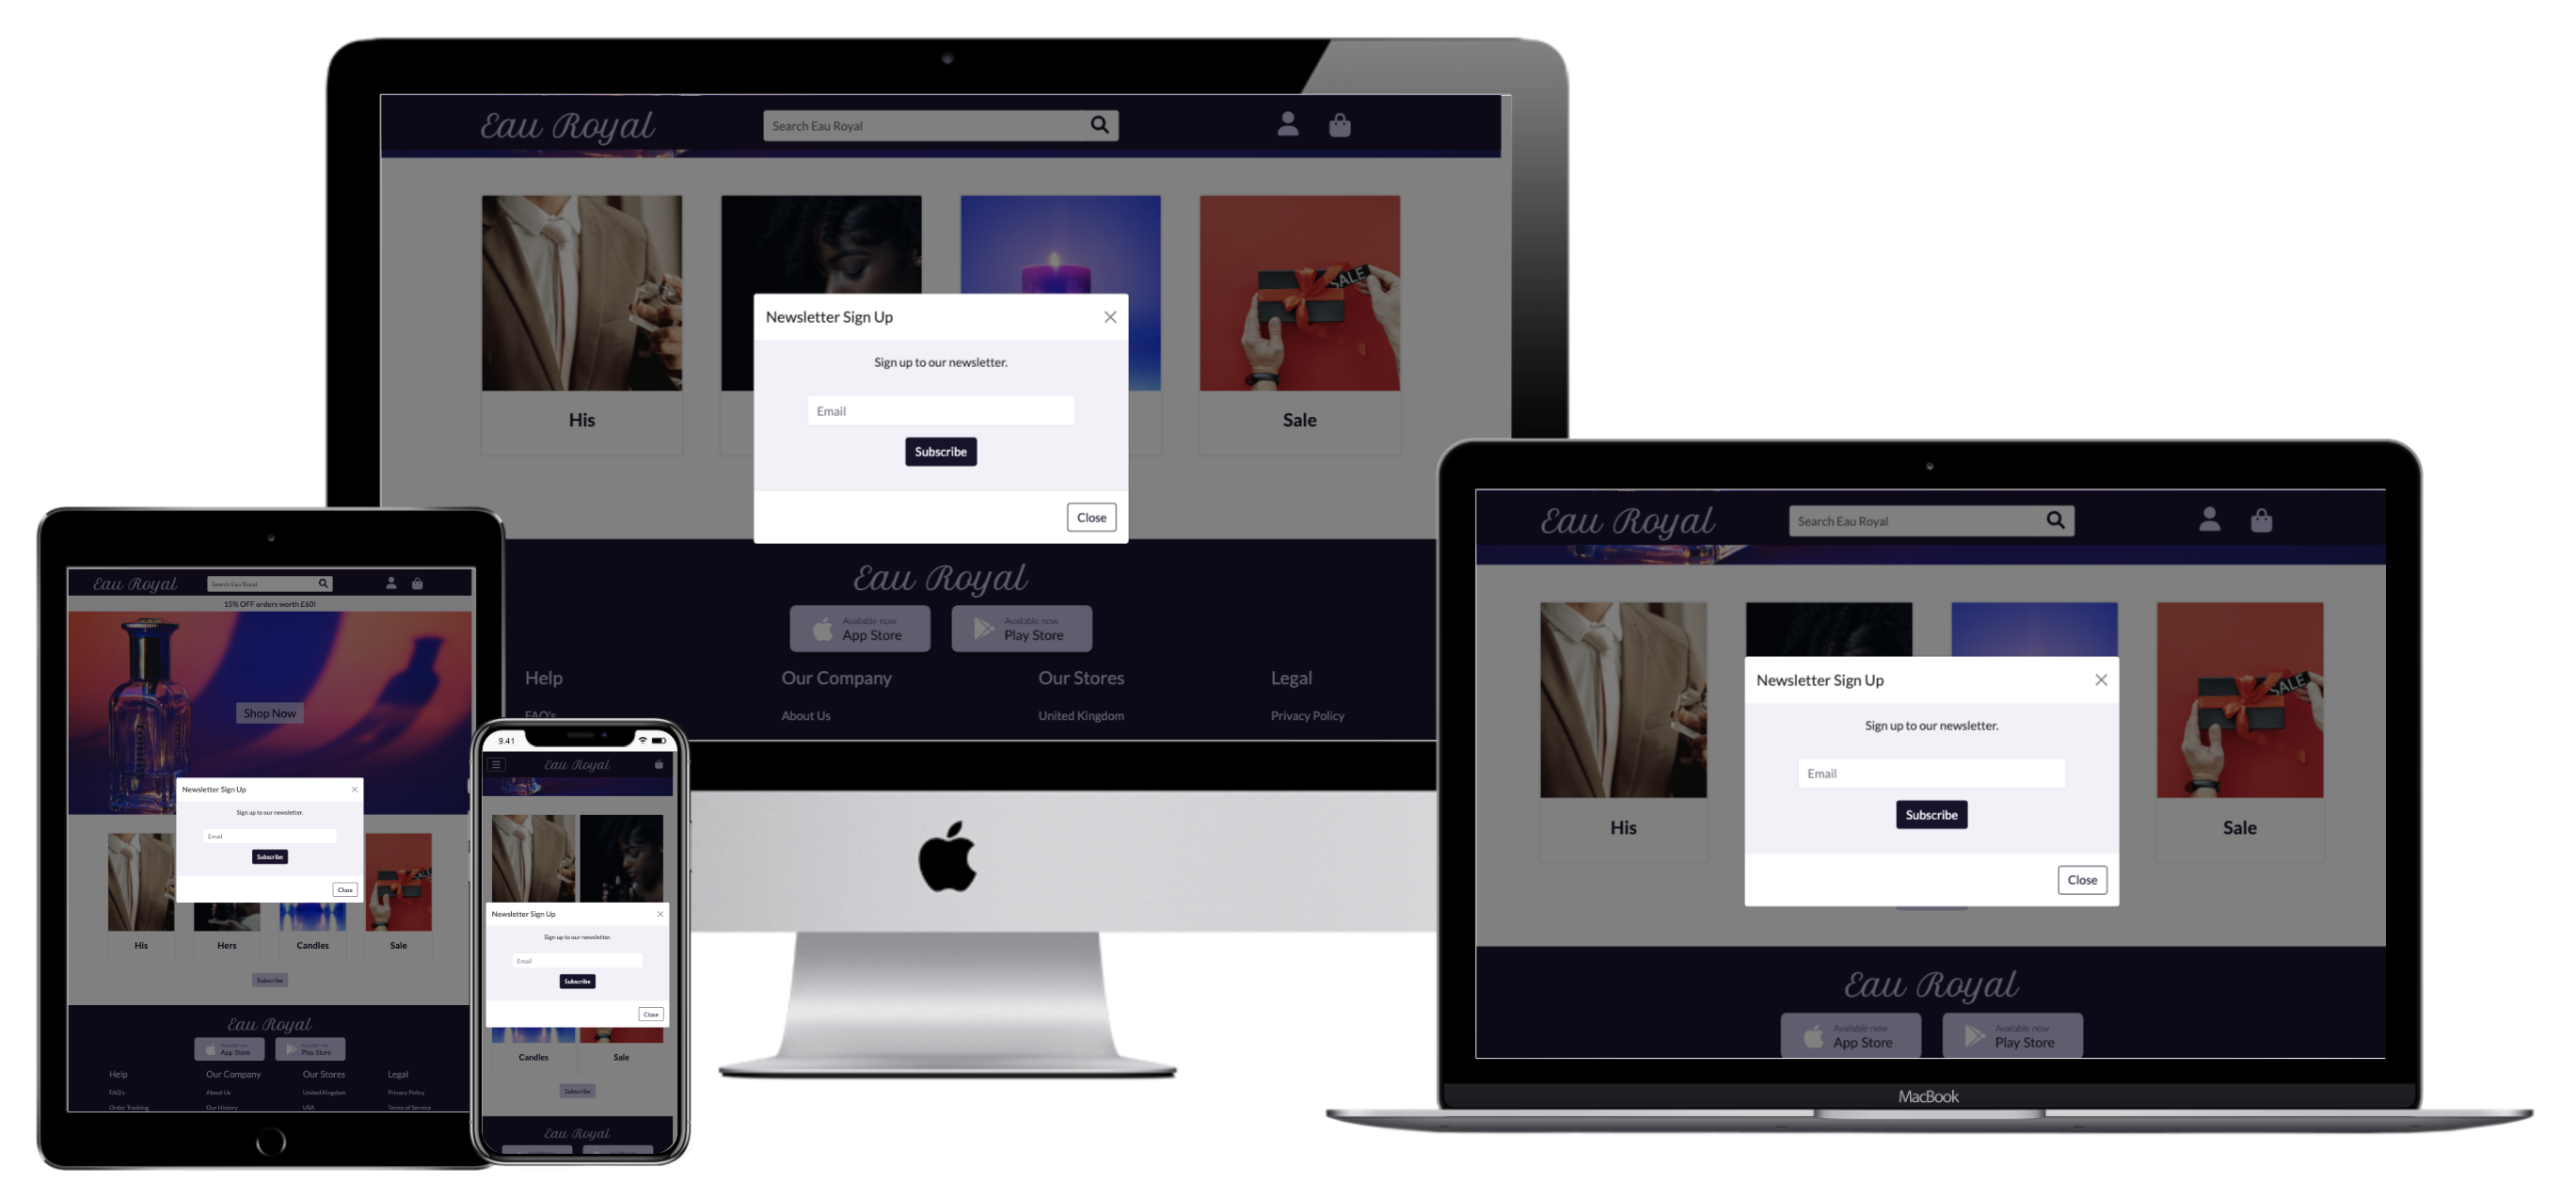 Eau Royal
Search Eau Royal
SALE
His
Sale
Newsletter Sign Up
Sign up to our newsletter.
Email
Subscribe
Close
Eau Royal
Available now
App Store
Available now
Play Store
Help
Our Company
Our Stores
Legal
FAQ's
About Us
United Kingdom
Privacy Policy
Eau Royal
Search Eau Royal
15% OFF orders worth £60!
Shop Now
Newsletter Sign Up
Sign up to our newsletter.
Email
Subscribe
Close
His
Hers
Candles
Sale
Subscribe
Eau Royal
Available now
App Store
Available now
Play Store
Help
Our Company
Our Stores
Legal
FAQ's
About Us
United Kingdom
Privacy Policy
Order Tracking
Our History
USA
Terms of Service
9.41
Eau Royal
Newsletter Sign Up
Sign up to our newsletter.
Email
Subscribe
Close
Candles
Sale
Subscribe
Eau Royal
Eau Royal
Search Eau Royal
SALE
Newsletter Sign Up
Sign up to our newsletter.
Email
Subscribe
Close
His
Sale
Eau Royal
Available now
App Store
Available now
Play Store
MacBook